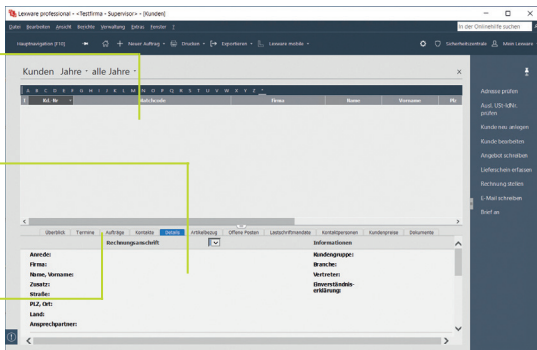 Lexware professional - <Testfirma - Supervisor> - [Kunden]
Datei Bearbeiten Ansicht Berichte Verwaltung Extras Fenster ?
In der Onlinehilfe suchen
Hauptnavigation [F10] Neuer Auftrag Drucken Exportieren Lexware mobile Sicherheitszentrale Mein Lexware
Kunden Jahre - alle Jahre
A B C D E F G H I J K L M N O P Q R S T U V W X Y Z
Kd. Nr Matchcode Firma Name Vorname
Überblick Termine Aufträge Kontakte Details Artikelbezug Offene Posten Lastschriftmandate Kontaktpersonen Kundenpreise Dokumente
Rechnungsanschrift Informationen
Anrede: Kundengruppe:
Firma: Branche:
Name, Vorname: Vertreter:
Zusatz: Einverständnis-
erklärung:
Straße:
PLZ, Ort:
Land:
Ansprechpartner:
Adresse prüfen
Ausl. USt-IdNr.
prüfen
Kunde neu anlegen
Kunde bearbeiten
Angebot schreiben
Lieferschein erfassen
Rechnung stellen
E-Mail schreiben
Brief an